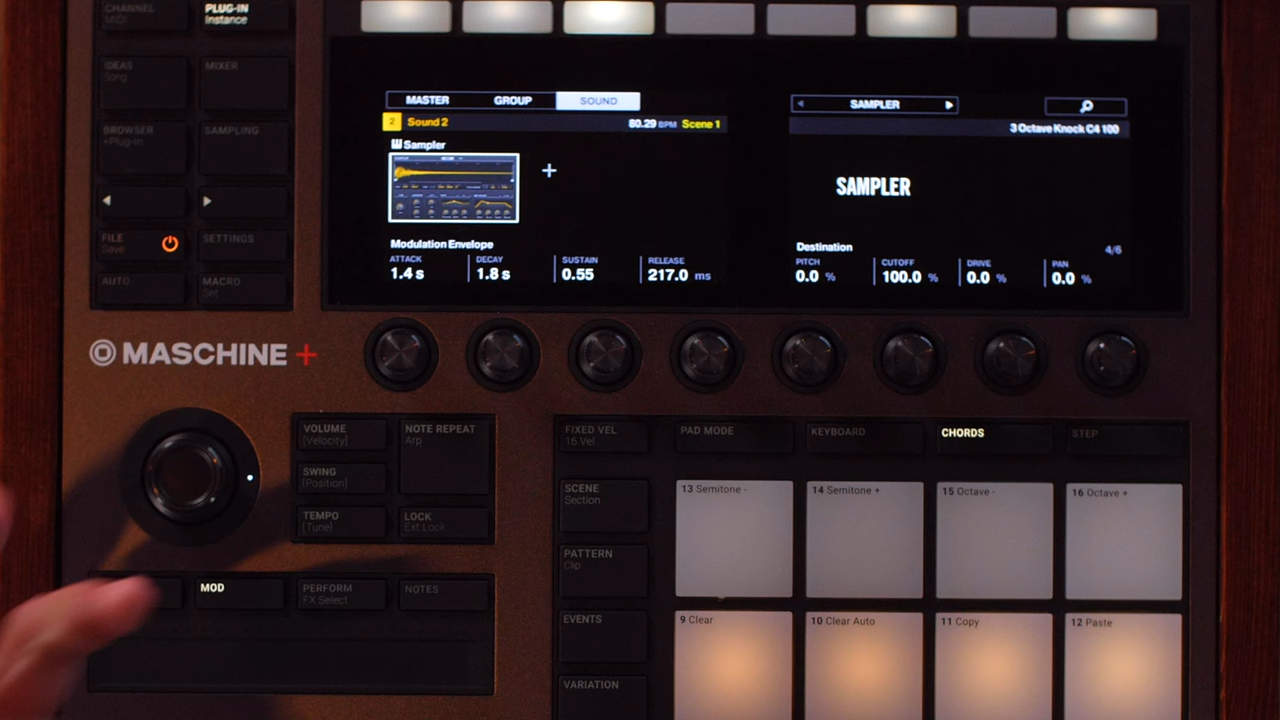 CHANNEL
MIDI
PLUG-IN
Instance
IDEAS
Song
MIXER
BROWSER
+Plug-in
SAMPLING
FILE
Save
SETTINGS
AUTO
MACRO
Set
MASTER
GROUP
SOUND
2
Sound 2
80.29 BPM
Scene 1
Sampler
Modulation Envelope
ATTACK
DECAY
SUSTAIN
RELEASE
1.4 s
1.8 s
0.55
217.0 ms
SAMPLER
3 Octave Knock C4 100
SAMPLER
Destination
4/6
PITCH
CUTOFF
DRIVE
PAN
0.0 %
100.0 %
0.0 %
0.0 %
MASCHINE +
VOLUME
[Velocity]
NOTE REPEAT
Arp
SWING
[Position]
TEMPO
[Tune]
LOCK
Ext Lock
MOD
PERFORM
FX Select
NOTES
FIXED VEL
16 Vel
PAD MODE
KEYBOARD
CHORDS
STEP
SCENE
Section
PATTERN
Clip
EVENTS
VARIATION
13 Semitone -
14 Semitone +
15 Octave -
16 Octave +
9 Clear
10 Clear Auto
11 Copy
12 Paste